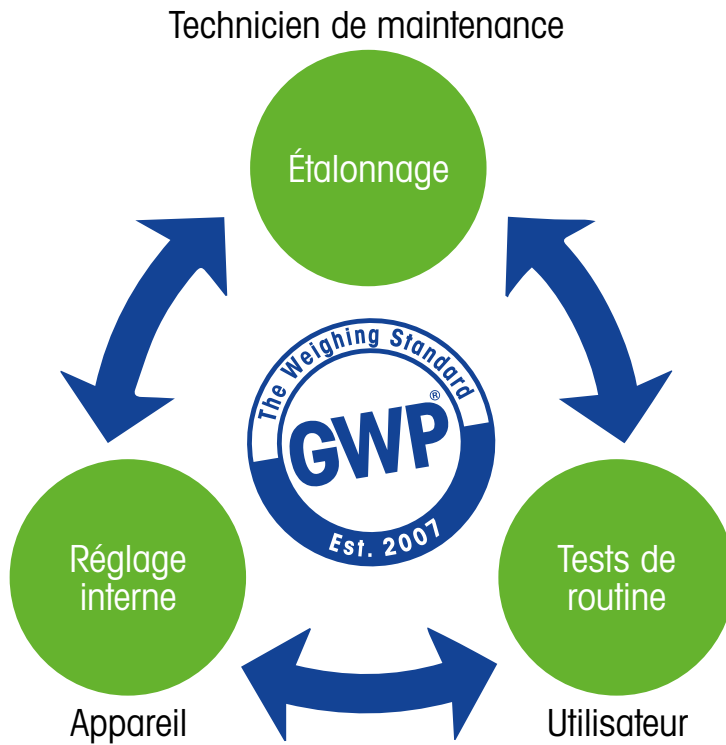 Technicien de maintenance
Étalonnage
The Weighing Standard
GWP®
Est. 2007
Réglage
interne
Tests de
routine
Appareil
Utilisateur